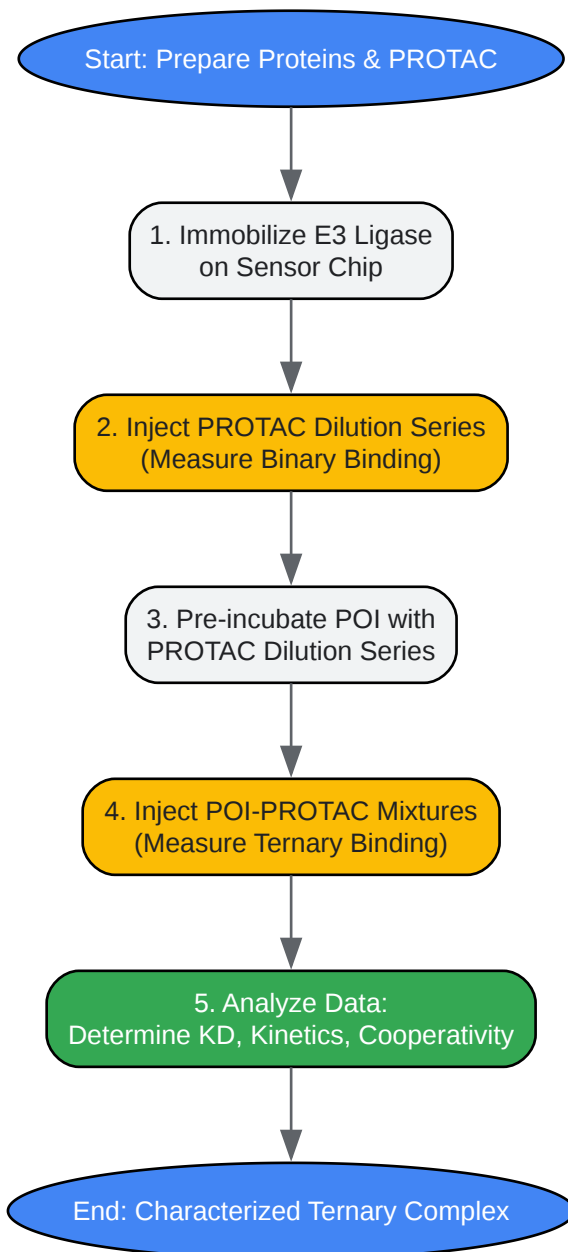 Start: Prepare Proteins & PROTAC
1. Immobilize E3 Ligase
on Sensor Chip
2. Inject PROTAC Dilution Series
(Measure Binary Binding)
3. Pre-incubate POI with
PROTAC Dilution Series
4. Inject POI-PROTAC Mixtures
(Measure Ternary Binding)
5. Analyze Data:
Determine KD, Kinetics, Cooperativity
End: Characterized Ternary Complex